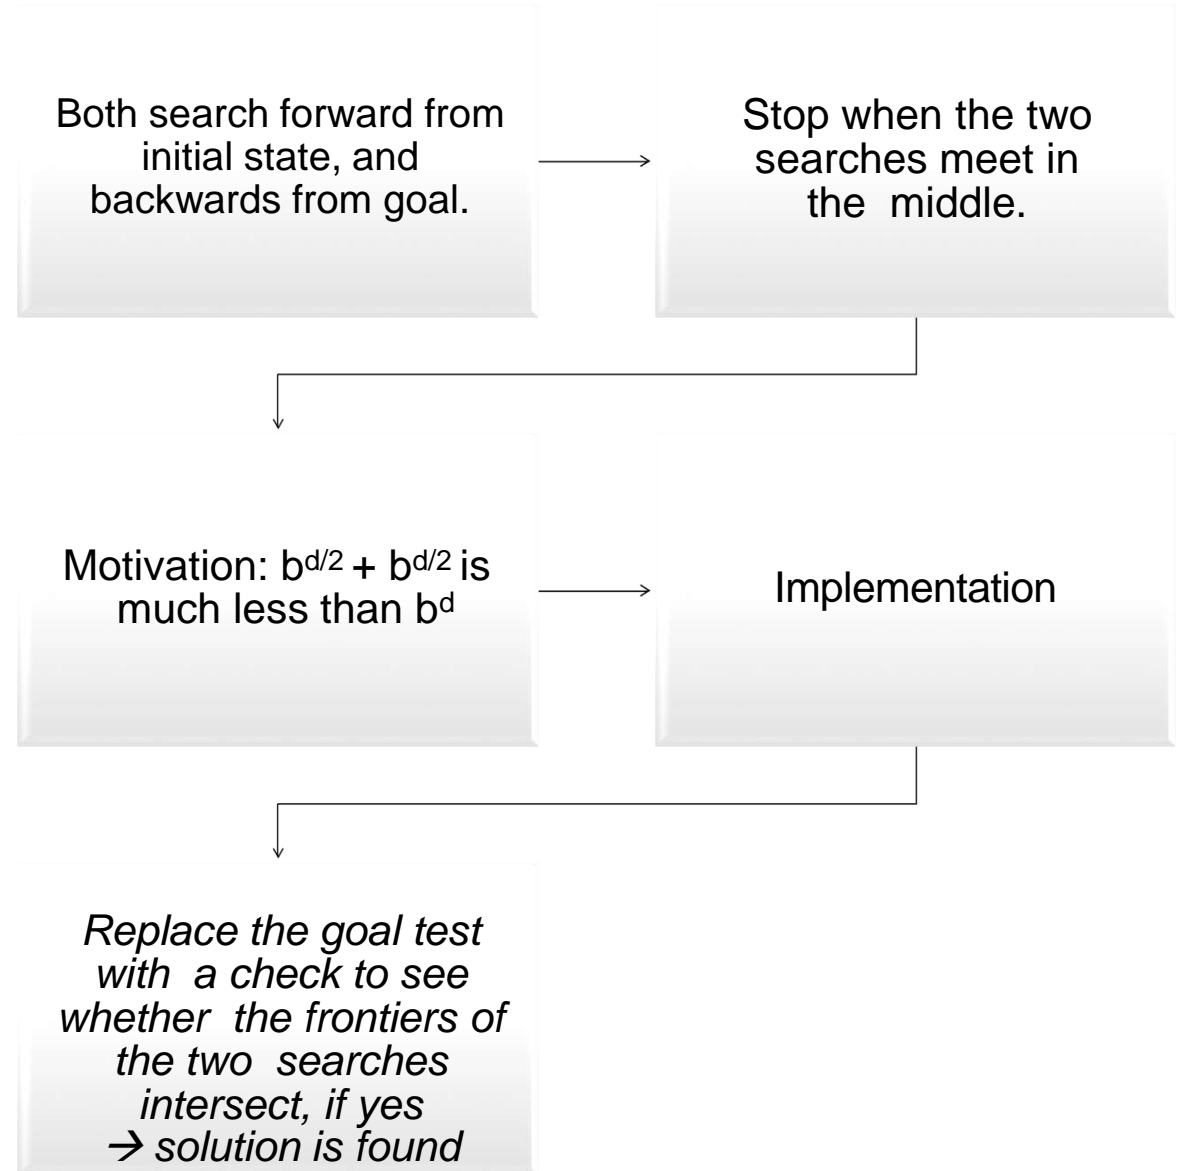 Both search forward from
initial state, and
backwards from goal.
Stop when the two
searches meet in
the  middle.
Motivation: b^d/2 + b^d/2 is
much less than b^d
Implementation
Replace the goal test
with  a check to see
whether  the frontiers of
the two  searches
intersect, if yes
→ solution is found